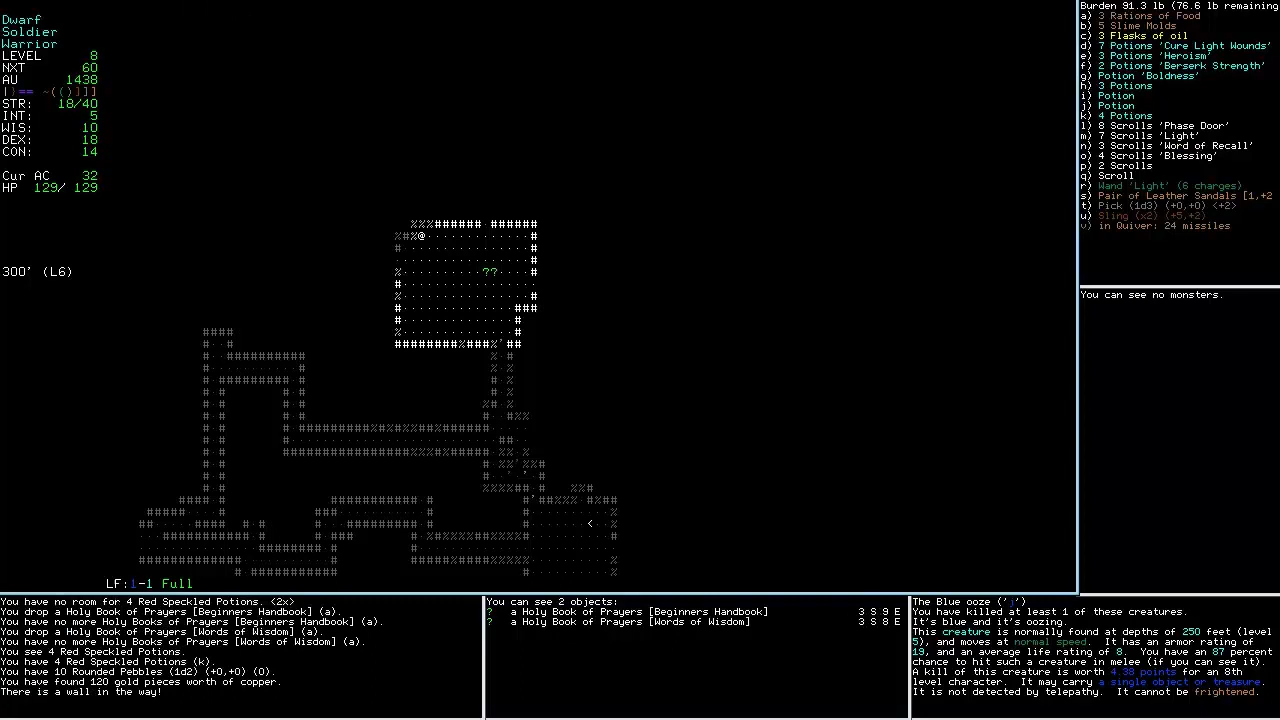 Dwarf
Soldier
Warrior
LEVEL 8
NXT 60
AU 1438
STR: 18/40
INT: 5
WIS: 10
DEX: 18
CON: 14
Cur AC 32
HP 129/ 129
300' (L6)
LF:1-1 Full
Burden 91.3 lb (76.6 lb remaining
a) 3 Rations of Food
b) 5 Slime Molds
c) 3 Flasks of oil
d) 7 Potions 'Cure Light Wounds'
e) 3 Potions 'Heroism'
f) 2 Potions 'Berserk Strength'
g) Potion 'Boldness'
h) 3 Potions
i) Potion
j) Potion
k) 4 Potions
l) 8 Scrolls 'Phase Door'
m) 7 Scrolls 'Light'
n) 3 Scrolls 'Word of Recall'
o) 4 Scrolls 'Blessing'
p) 2 Scrolls
q) Scroll
r) Wand 'Light' (6 charges)
s) Pair of Leather Sandals [1,+2
t) Pick (1d3) (+0,+0) <+2>
u) Sling (x2) (+5,+2)
v) in Quiver: 24 missiles
You can see no monsters.
You have no room for 4 Red Speckled Potions. <2x>
You drop a Holy Book of Prayers [Beginners Handbook] (a).
You have no more Holy Books of Prayers [Beginners Handbook] (a).
You drop a Holy Book of Prayers [Words of Wisdom] (a).
You have no more Holy Books of Prayers [Words of Wisdom] (a).
You see 4 Red Speckled Potions.
You have 4 Red Speckled Potions (k).
You have 10 Rounded Pebbles (1d2) (+0,+0) (0).
You have found 120 gold pieces worth of copper.
There is a wall in the way!
You can see 2 objects:
? a Holy Book of Prayers [Beginners Handbook] 3 S 9 E
? a Holy Book of Prayers [Words of Wisdom] 3 S 8 E
The Blue ooze ('j')
You have killed at least 1 of these creatures.
It's blue and it's oozing.
This creature is normally found at depths of 250 feet (level
5), and moves at normal speed. It has an armor rating of
19, and an average life rating of 8. You have an 87 percent
chance to hit such a creature in melee (if you can see it).
A kill of this creature is worth 4.38 points for an 8th
level character. It may carry a single object or treasure.
It is not detected by telepathy. It cannot be frightened.